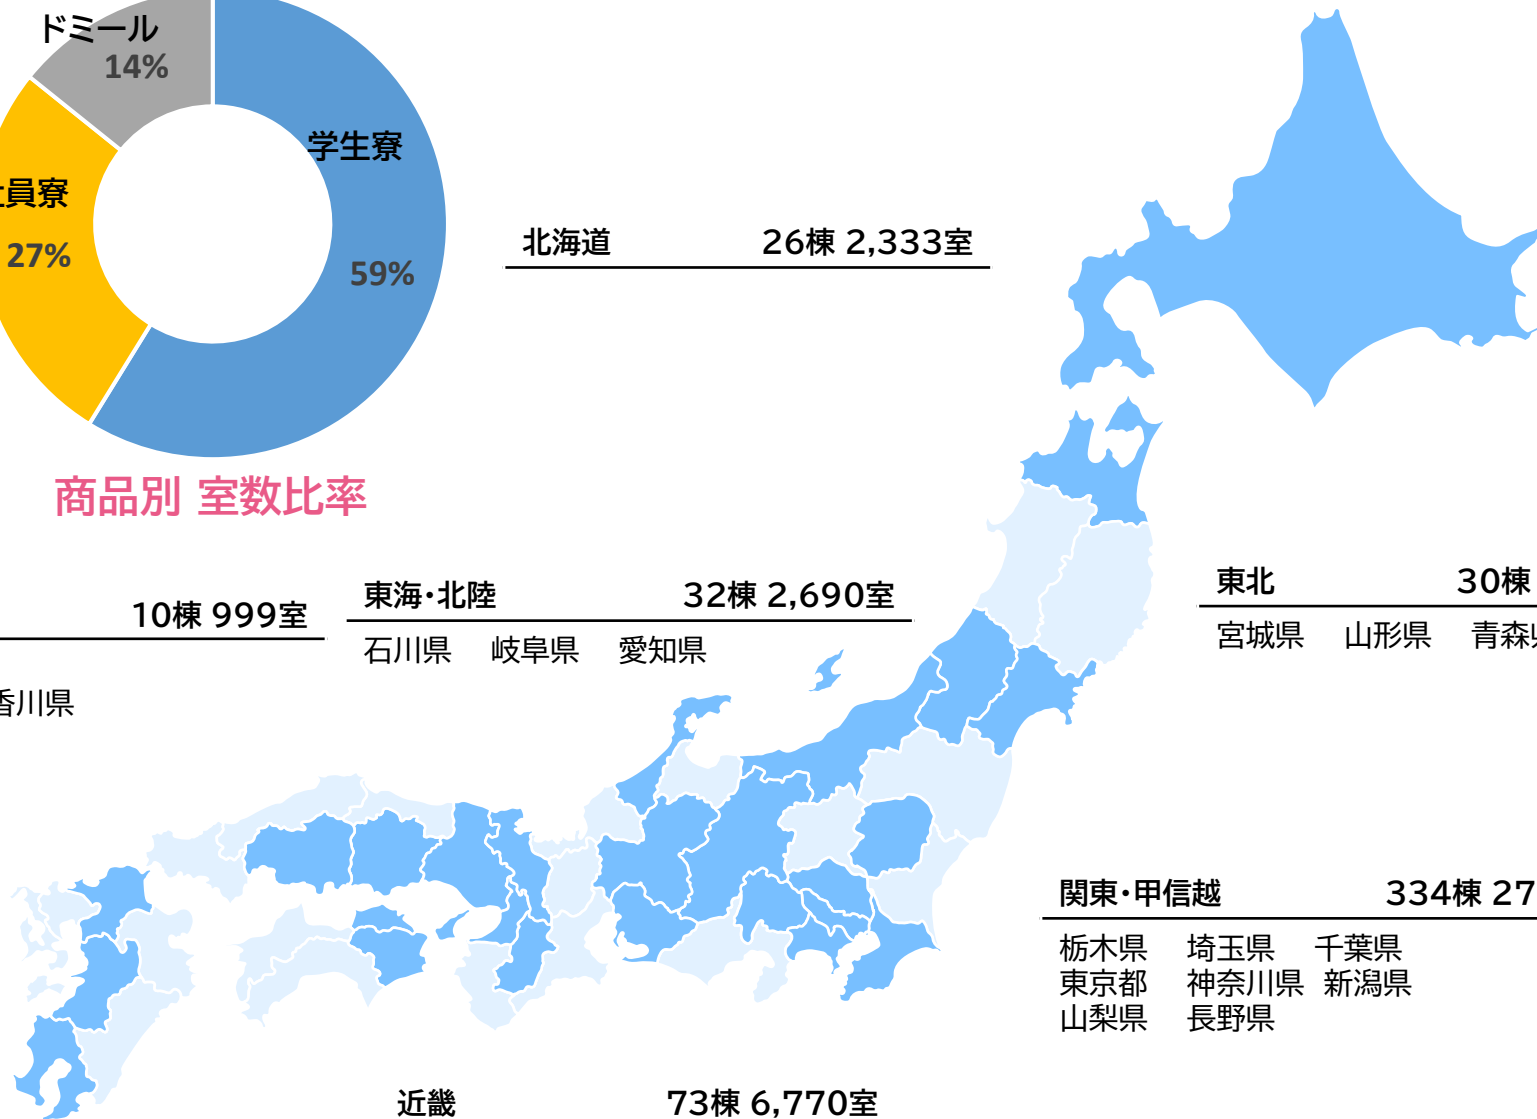 ドミール
14%
学生寮
員寮
27%
59%
商品別 室数比率
北海道 26棟 2,333室
10棟 999室
香川県
東海・北陸 32棟 2,690室
石川県 岐阜県 愛知県
東北 30棟
宮城県 山形県 青森県
関東・甲信越 334棟 27
栃木県 埼玉県 千葉県
東京都 神奈川県 新潟県
山梨県 長野県
近畿 73棟 6,770室